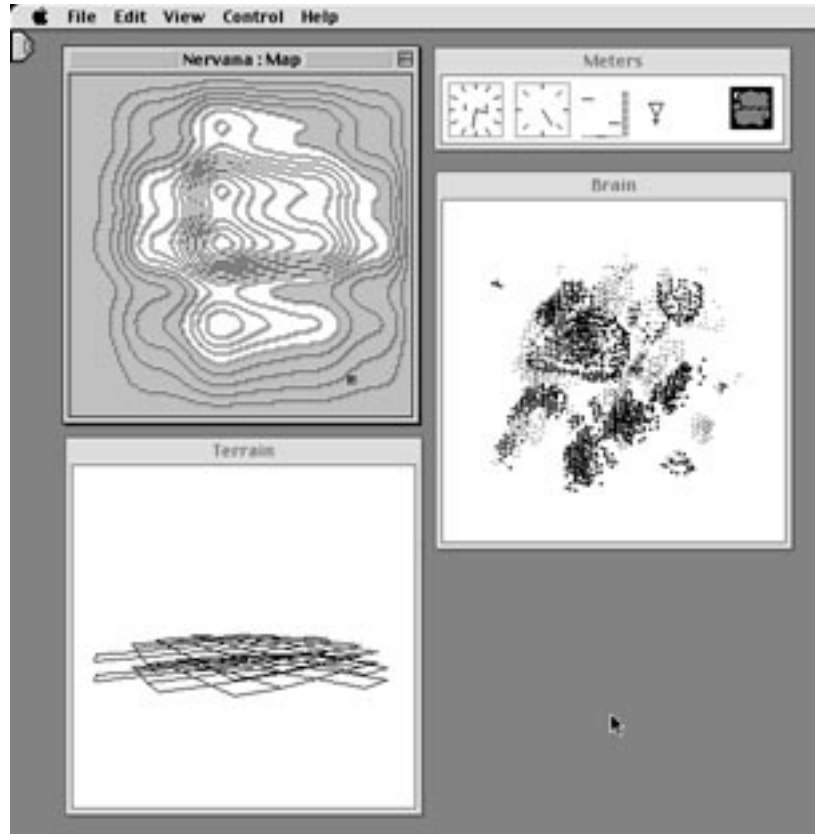 File Edit View Control Help
Nervana : Map
Meters
Brain
Terrain